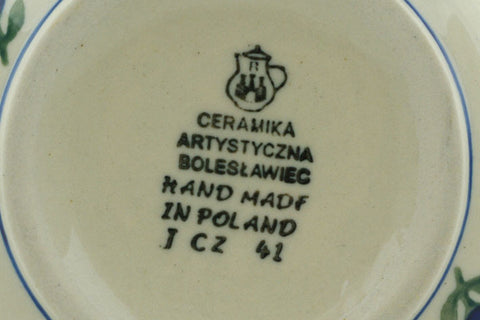 R
CERAMIKA
ARTYSTYCZNA
BOLESŁAWIEC
HAND MADE
IN POLAND
J CZ 41